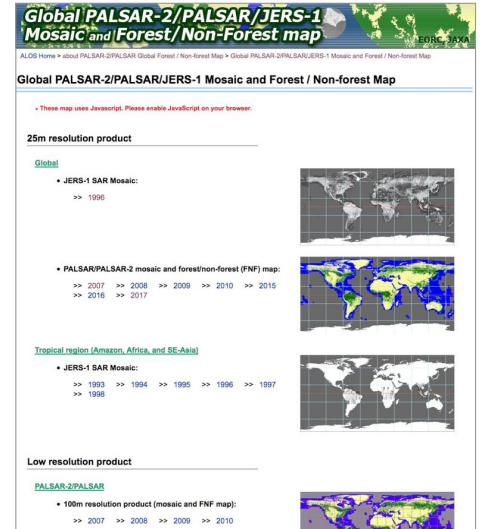 Global PALSAR-2/PALSAR/JERS-1
Mosaic and Forest/Non-Forest map
EORC, JAXA
ALOS Home > about PALSAR-2/PALSAR Global Forest / Non-forest Map > Global PALSAR-2/PALSAR/JERS-1 Mosaic and Forest / Non-forest Map
Global PALSAR-2/PALSAR/JERS-1 Mosaic and Forest / Non-forest Map
These map uses Javascript. Please enable JavaScript on your browser.
25m resolution product
Global
• JERS-1 SAR Mosaic:
>> 1996
• PALSAR/PALSAR-2 mosaic and forest/non-forest (FNF) map:
>> 2007 >> 2008 >> 2009 >> 2010 >> 2015
>> 2016 >> 2017
Tropical region (Amazon, Africa, and SE-Asia)
• JERS-1 SAR Mosaic:
>> 1993 >> 1994 >> 1995 >> 1996 >> 1997
>> 1998
Low resolution product
PALSAR-2/PALSAR
• 100m resolution product (mosaic and FNF map):
>> 2007 >> 2008 >> 2009 >> 2010